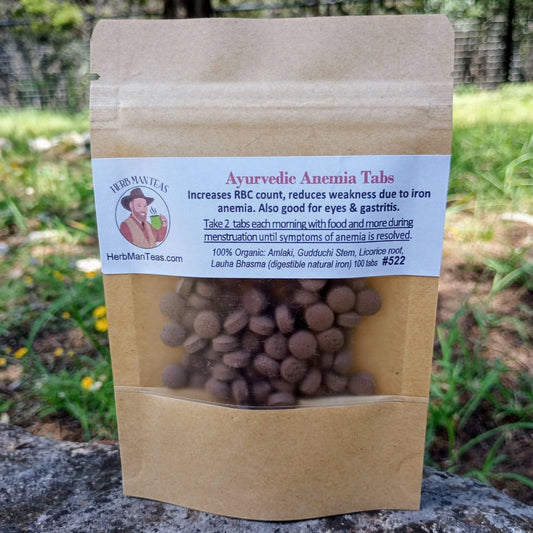 HERB MAN TEAS
HerbManTeas.com
Ayurvedic Anemia Tabs
Increases RBC count, reduces weakness due to iron
anemia. Also good for eyes & gastritis.
Take 2 tabs each morning with food and more during
menstruation until symptoms of anemia is resolved.
100% Organic: Amlaki, Gudduchi Stem, Licorice root,
Lauha Bhasma (digestible natural iron) 100 tabs #522